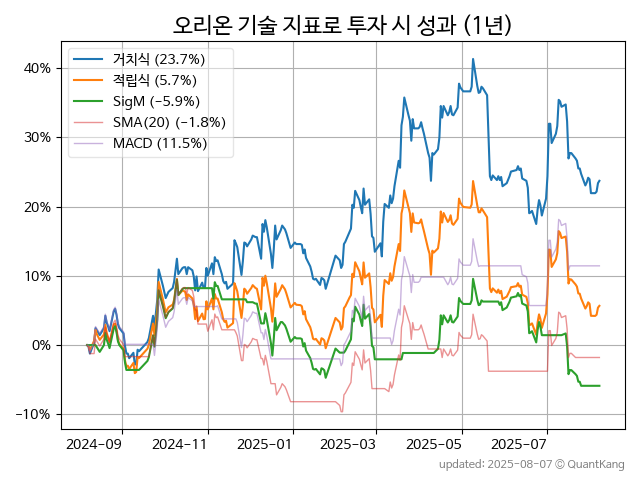 오리온 기술 지표로 투자 시 성과 (1년)
거치식 (23.7%)
적립식 (5.7%)
SigM (−5.9%)
SMA(20) (−1.8%)
MACD (11.5%)
40%
30%
20%
10%
0%
−10%
2024-09 2024-11 2025-01 2025-03 2025-05 2025-07
updated: 2025-08-07 ⓒ QuantKang